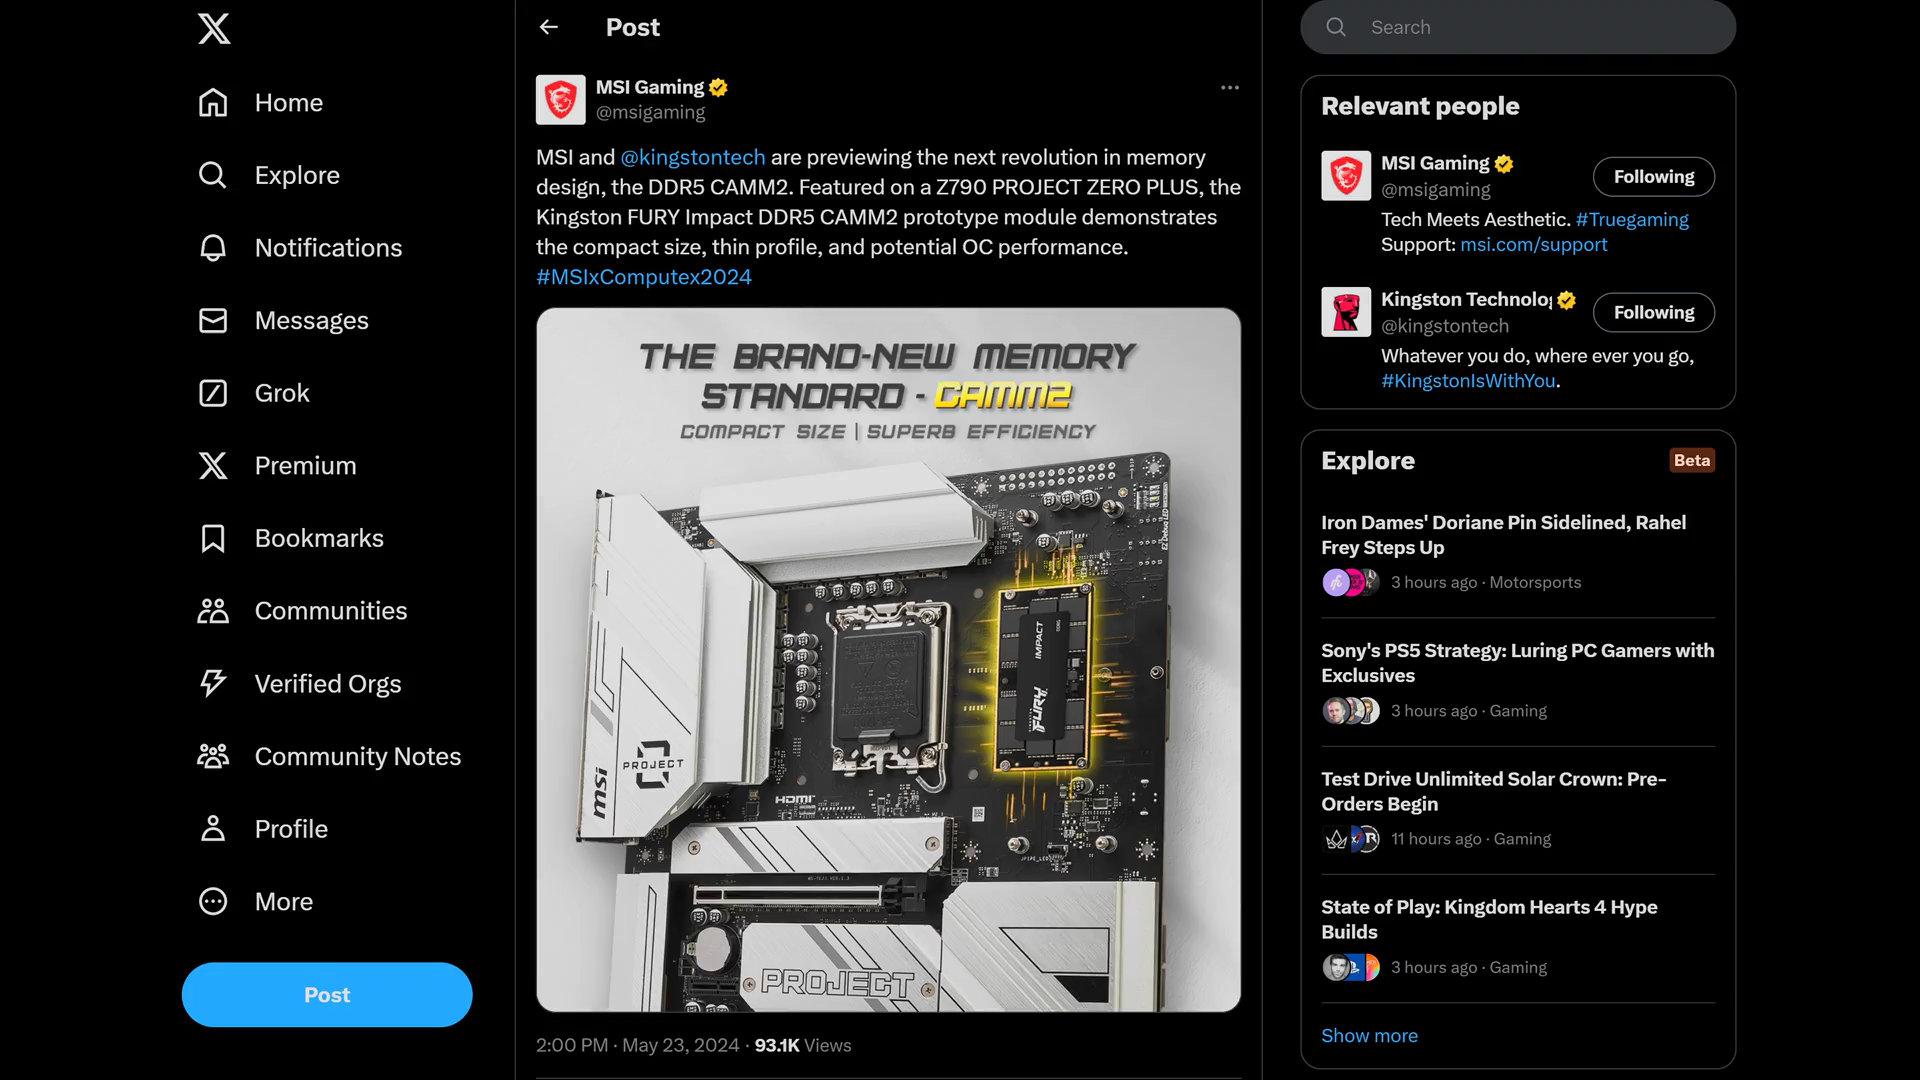 Home
Explore
Notifications
Messages
Grok
Premium
Bookmarks
Communities
Verified Orgs
Community Notes
Profile
More
Post
Post
MSI Gaming
@msigaming
MSI and @kingstontech are previewing the next revolution in memory
design, the DDR5 CAMM2. Featured on a Z790 PROJECT ZERO PLUS, the
Kingston FURY Impact DDR5 CAMM2 prototype module demonstrates
the compact size, thin profile, and potential OC performance.
#MSIxComputex2024
THE BRAND-NEW MEMORY
STANDARD - CAMM2
COMPACT SIZE | SUPERB EFFICIENCY
EZ Debug LED
IMPACT
DDR5
FURY
PROJECT
msi
HDMI
JPIPE_LED
PROJECT
2:00 PM · May 23, 2024 · 93.1K Views
Search
Relevant people
MSI Gaming
@msigaming
Following
Tech Meets Aesthetic. #Truegaming
Support: msi.com/support
Kingston Technolog
@kingstontech
Following
Whatever you do, where ever you go,
#KingstonIsWithYou.
Explore
Beta
Iron Dames' Doriane Pin Sidelined, Rahel
Frey Steps Up
3 hours ago · Motorsports
Sony's PS5 Strategy: Luring PC Gamers with
Exclusives
3 hours ago · Gaming
Test Drive Unlimited Solar Crown: Pre-
Orders Begin
11 hours ago · Gaming
State of Play: Kingdom Hearts 4 Hype
Builds
3 hours ago · Gaming
Show more